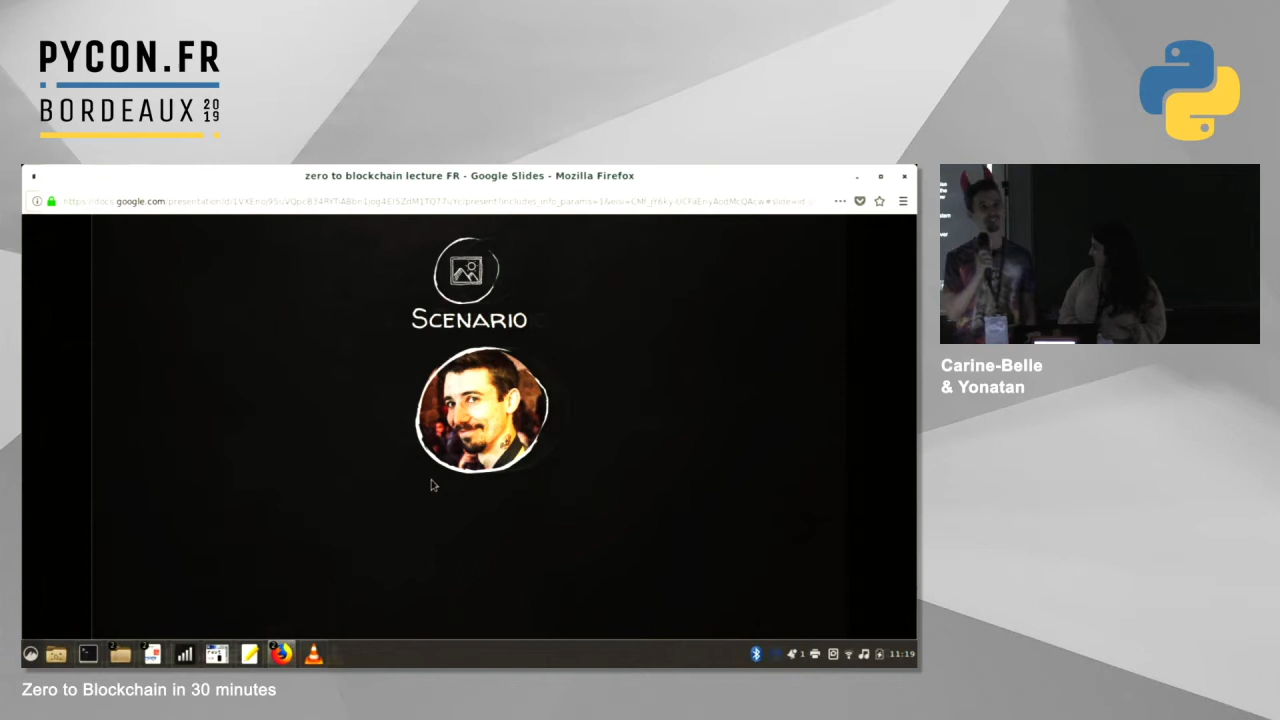 PYCON.FR
BORDEAUX 2019
zero to blockchain lecture FR - Google Slides - Mozilla Firefox
SCENARIO
11:19
Carine-Belle
& Yonatan
Zero to Blockchain in 30 minutes